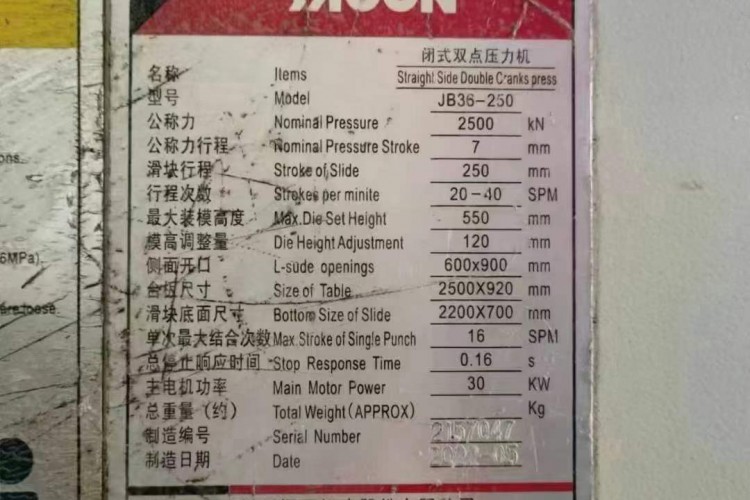 闭式双点压力机
名称 Items Straight Side Double Cranks press
型号 Model JB36-250
公称力 Nominal Pressure 2500 kN
公称力行程 Nominal Pressure Stroke 7 mm
滑块行程 Stroke of Slide 250 mm
行程次数 Strokes per minite 20-40 SPM
最大装模高度 Max.Die Set Height 550 mm
模高调整量 Die Height Adjustment 120 mm
侧面开口 L-sude openings 600x900 mm
台板尺寸 Size of Table 2500X920 mm
滑块底面尺寸 Bottom Size of Slide 2200X700 mm
单次最大结合次数 Max.Stroke of Single Punch 16 SPM
总停止响应时间 Stop Response Time 0.16 s
主电机功率 Main Motor Power 30 KW
总重量（约） Total Weight(APPROX) Kg
制造编号 Serial Number 2157047
制造日期 Date
ons.
6MPa).
are loose.